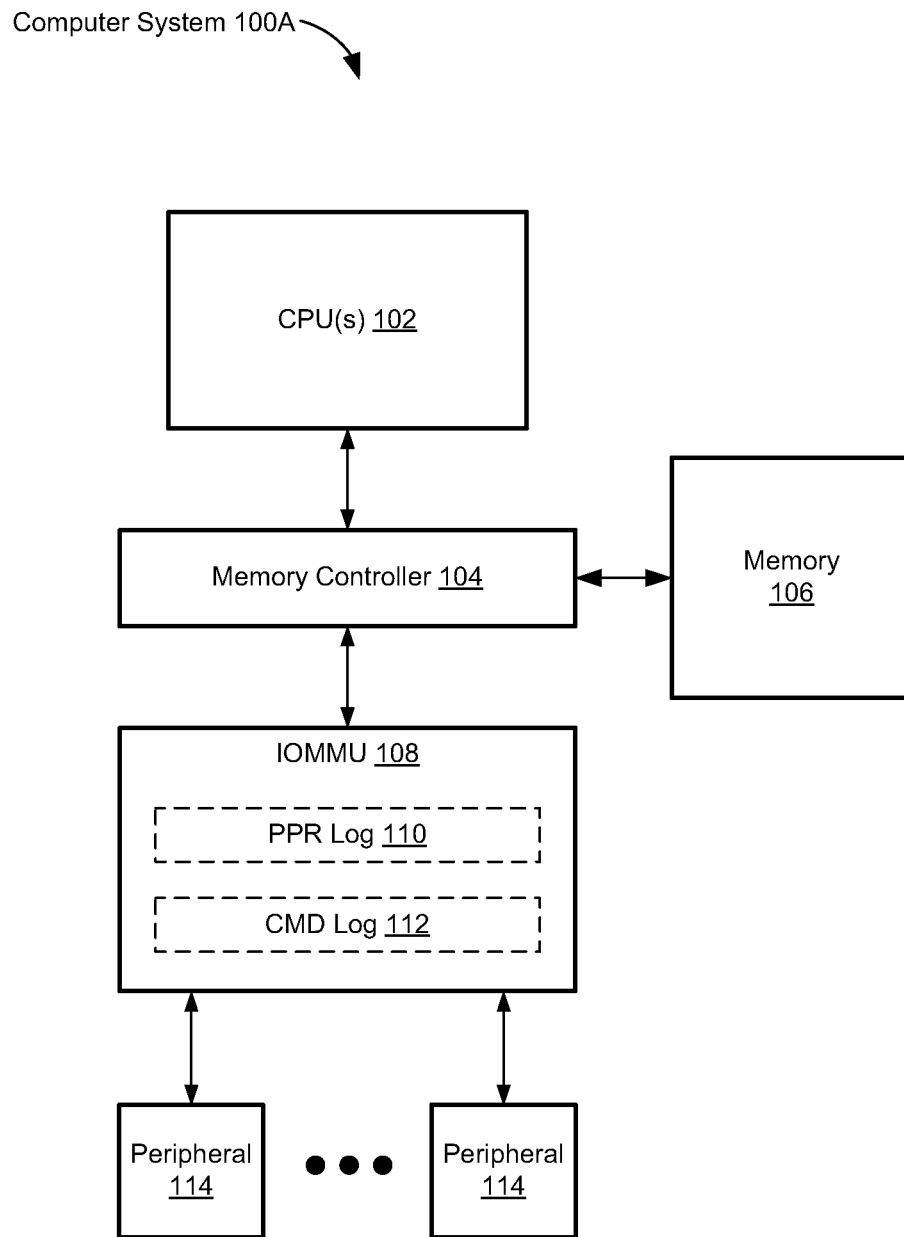 Computer System 100A
CPU(s) 102
Memory Controller 104
Memory
106
IOMMU 108
PPR Log 110
CMD Log 112
Peripheral
114
Peripheral
114